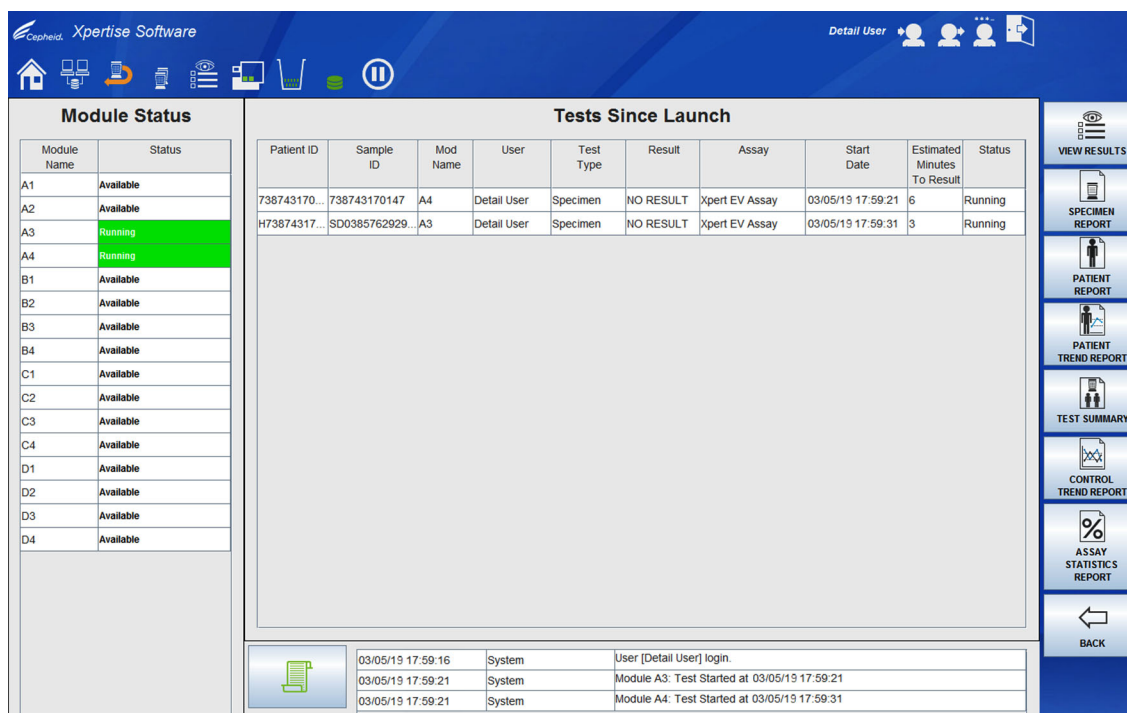 Cepheid. Xpertise Software
Detail User
Module Status
Module Name Status
A1 Available
A2 Available
A3 Running
A4 Running
B1 Available
B2 Available
B3 Available
B4 Available
C1 Available
C2 Available
C3 Available
C4 Available
D1 Available
D2 Available
D3 Available
D4 Available
Tests Since Launch
Patient ID Sample ID Mod Name User Test Type Result Assay Start Date Estimated Minutes To Result Status
738743170... 738743170147 A4 Detail User Specimen NO RESULT Xpert EV Assay 03/05/19 17:59:21 6 Running
H73874317... SD0385762929... A3 Detail User Specimen NO RESULT Xpert EV Assay 03/05/19 17:59:31 3 Running
03/05/19 17:59:16 System User [Detail User] login.
03/05/19 17:59:21 System Module A3: Test Started at 03/05/19 17:59:21
03/05/19 17:59:21 System Module A4: Test Started at 03/05/19 17:59:31
VIEW RESULTS
SPECIMEN
REPORT
PATIENT
REPORT
PATIENT
TREND REPORT
TEST SUMMARY
CONTROL
TREND REPORT
ASSAY
STATISTICS
REPORT
BACK